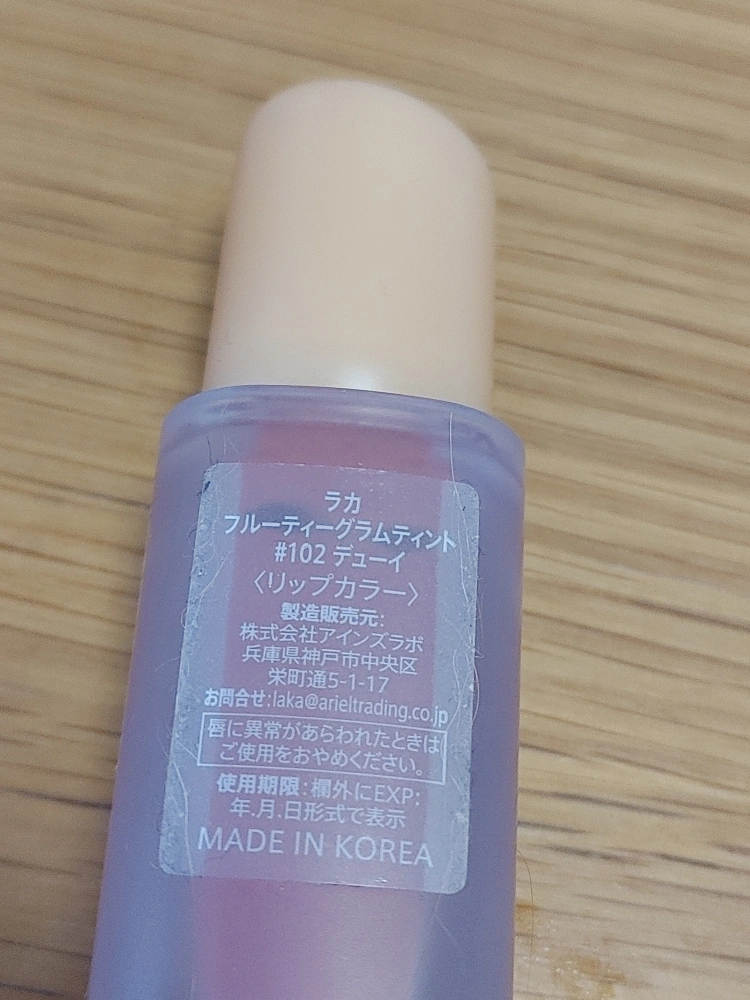 ラカ
フルーティーグラムティント
#102 デューイ
〈リップカラー〉
製造販売元:
株式会社アインズラボ
兵庫県神戸市中央区
栄町通5-1-17
お問合せ:laka@arieltrading.co.jp
唇に異常があらわれたときは
ご使用をおやめください。
使用期限:欄外にEXP:
年.月.日形式で表示
MADE IN KOREA